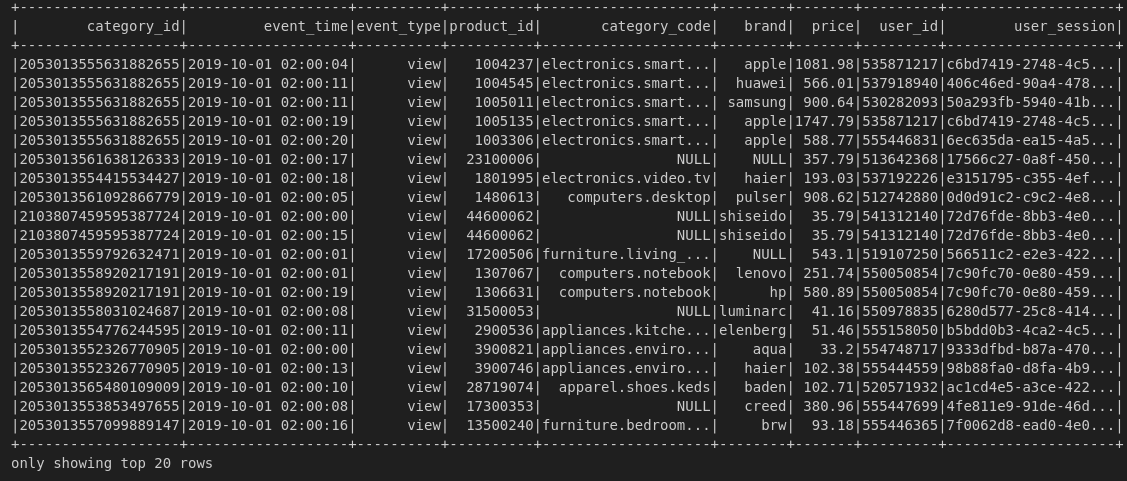 +-------------------+-------------------+----------+----------+--------------------+--------+-------+---------+--------------------+
|        category_id|         event_time|event_type|product_id|       category_code|   brand|  price|  user_id|        user_session|
+-------------------+-------------------+----------+----------+--------------------+--------+-------+---------+--------------------+
|2053013555631882655|2019-10-01 02:00:04|      view|   1004237|electronics.smart...|   apple|1081.98|535871217|c6bd7419-2748-4c5...|
|2053013555631882655|2019-10-01 02:00:11|      view|   1004545|electronics.smart...|  huawei| 566.01|537918940|406c46ed-90a4-478...|
|2053013555631882655|2019-10-01 02:00:11|      view|   1005011|electronics.smart...| samsung| 900.64|530282093|50a293fb-5940-41b...|
|2053013555631882655|2019-10-01 02:00:19|      view|   1005135|electronics.smart...|   apple|1747.79|535871217|c6bd7419-2748-4c5...|
|2053013555631882655|2019-10-01 02:00:20|      view|   1003306|electronics.smart...|   apple| 588.77|555446831|6ec635da-ea15-4a5...|
|2053013561638126333|2019-10-01 02:00:17|      view|  23100006|                NULL|    NULL| 357.79|513642368|17566c27-0a8f-450...|
|2053013554415534427|2019-10-01 02:00:18|      view|   1801995|electronics.video.tv|   haier| 193.03|537192226|e3151795-c355-4ef...|
|2053013561092866779|2019-10-01 02:00:05|      view|   1480613|   computers.desktop|  pulser| 908.62|512742880|0d0d91c2-c9c2-4e8...|
|2103807459595387724|2019-10-01 02:00:00|      view|  44600062|                NULL|shiseido|  35.79|541312140|72d76fde-8bb3-4e0...|
|2103807459595387724|2019-10-01 02:00:15|      view|  44600062|                NULL|shiseido|  35.79|541312140|72d76fde-8bb3-4e0...|
|2053013559792632471|2019-10-01 02:00:01|      view|  17200506|furniture.living_...|    NULL|  543.1|519107250|566511c2-e2e3-422...|
|2053013558920217191|2019-10-01 02:00:01|      view|   1307067|  computers.notebook|  lenovo| 251.74|550050854|7c90fc70-0e80-459...|
|2053013558920217191|2019-10-01 02:00:19|      view|   1306631|  computers.notebook|      hp| 580.89|550050854|7c90fc70-0e80-459...|
|2053013558031024687|2019-10-01 02:00:08|      view|  31500053|                NULL|luminarc|  41.16|550978835|6280d577-25c8-414...|
|2053013554776244595|2019-10-01 02:00:11|      view|   2900536|appliances.kitche...|elenberg|  51.46|555158050|b5bdd0b3-4ca2-4c5...|
|2053013552326770905|2019-10-01 02:00:00|      view|   3900821|appliances.enviro...|    aqua|   33.2|554748717|9333dfbd-b87a-470...|
|2053013552326770905|2019-10-01 02:00:13|      view|   3900746|appliances.enviro...|   haier| 102.38|554444559|98b88fa0-d8fa-4b9...|
|2053013565480109009|2019-10-01 02:00:10|      view|  28719074|  apparel.shoes.keds|   baden| 102.71|520571932|ac1cd4e5-a3ce-422...|
|2053013553853497655|2019-10-01 02:00:08|      view|  17300353|                NULL|   creed| 380.96|555447699|4fe811e9-91de-46d...|
|2053013557099889147|2019-10-01 02:00:16|      view|  13500240|furniture.bedroom...|     brw|  93.18|555446365|7f0062d8-ead0-4e0...|
+-------------------+-------------------+----------+----------+--------------------+--------+-------+---------+--------------------+
only showing top 20 rows